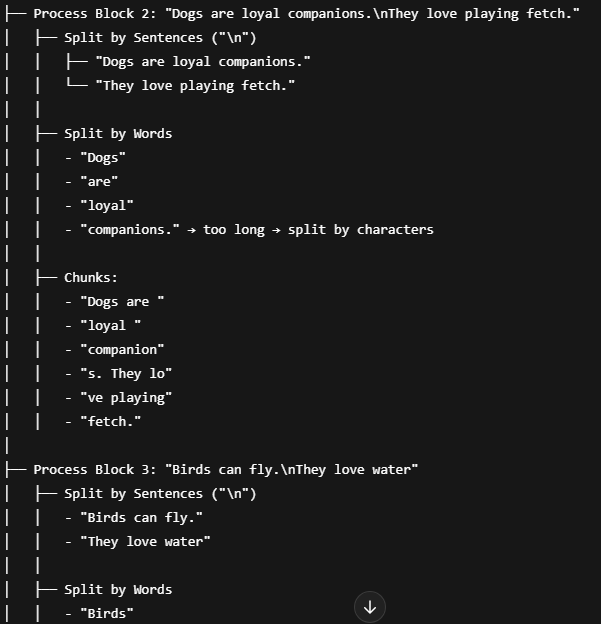 ├── Process Block 2: "Dogs are loyal companions.\nThey love playing fetch."
│   ├── Split by Sentences ("\n")
│   │   ├── "Dogs are loyal companions."
│   │   └── "They love playing fetch."
│   │
│   ├── Split by Words
│   │   - "Dogs"
│   │   - "are"
│   │   - "loyal"
│   │   - "companions." → too long → split by characters
│   │
│   ├── Chunks:
│   │   - "Dogs are "
│   │   - "loyal "
│   │   - "companion"
│   │   - "s. They lo"
│   │   - "ve playing"
│   │   - "fetch."
│
├── Process Block 3: "Birds can fly.\nThey love water"
│   ├── Split by Sentences ("\n")
│   │   - "Birds can fly."
│   │   - "They love water"
│   │
│   ├── Split by Words
│   │   - "Birds"